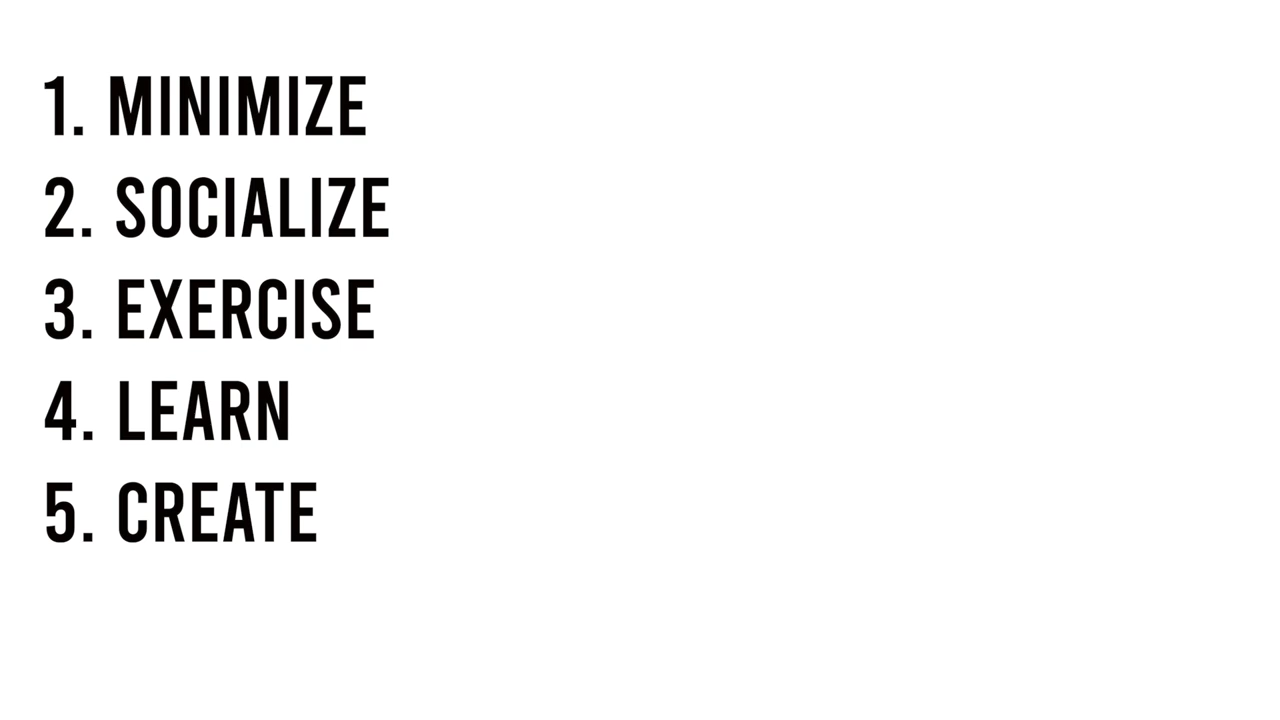 1. MINIMIZE
2. SOCIALIZE
3. EXERCISE
4. LEARN
5. CREATE